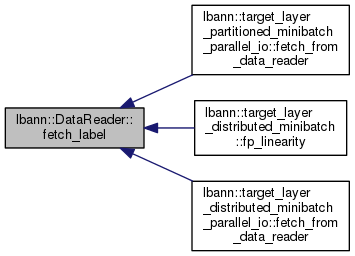 lbann::target_layer
_partitioned_minibatch
_parallel_io::fetch_from
_data_reader
lbann::DataReader::
fetch_label
lbann::target_layer
_distributed_minibatch
::fp_linearity
lbann::target_layer
_distributed_minibatch
_parallel_io::fetch_from
_data_reader